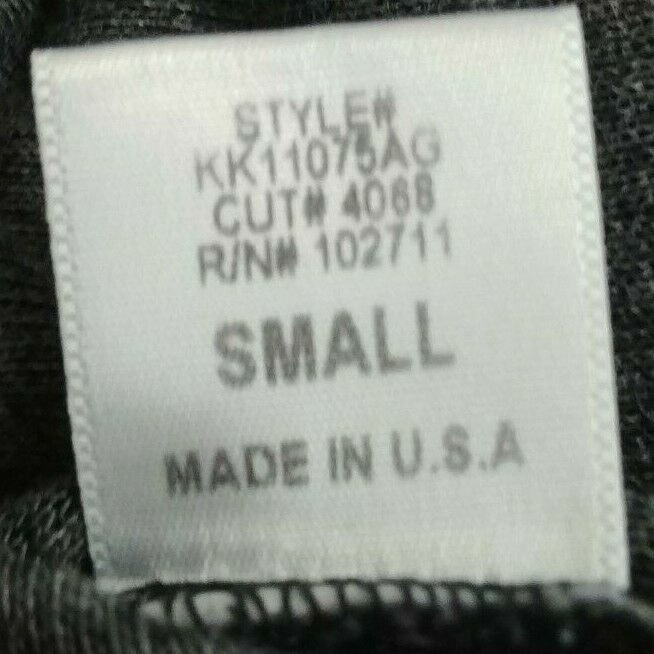 STYLE#
KK11075AG
CUT# 4068
R/N# 102711
SMALL
MADE IN U.S.A